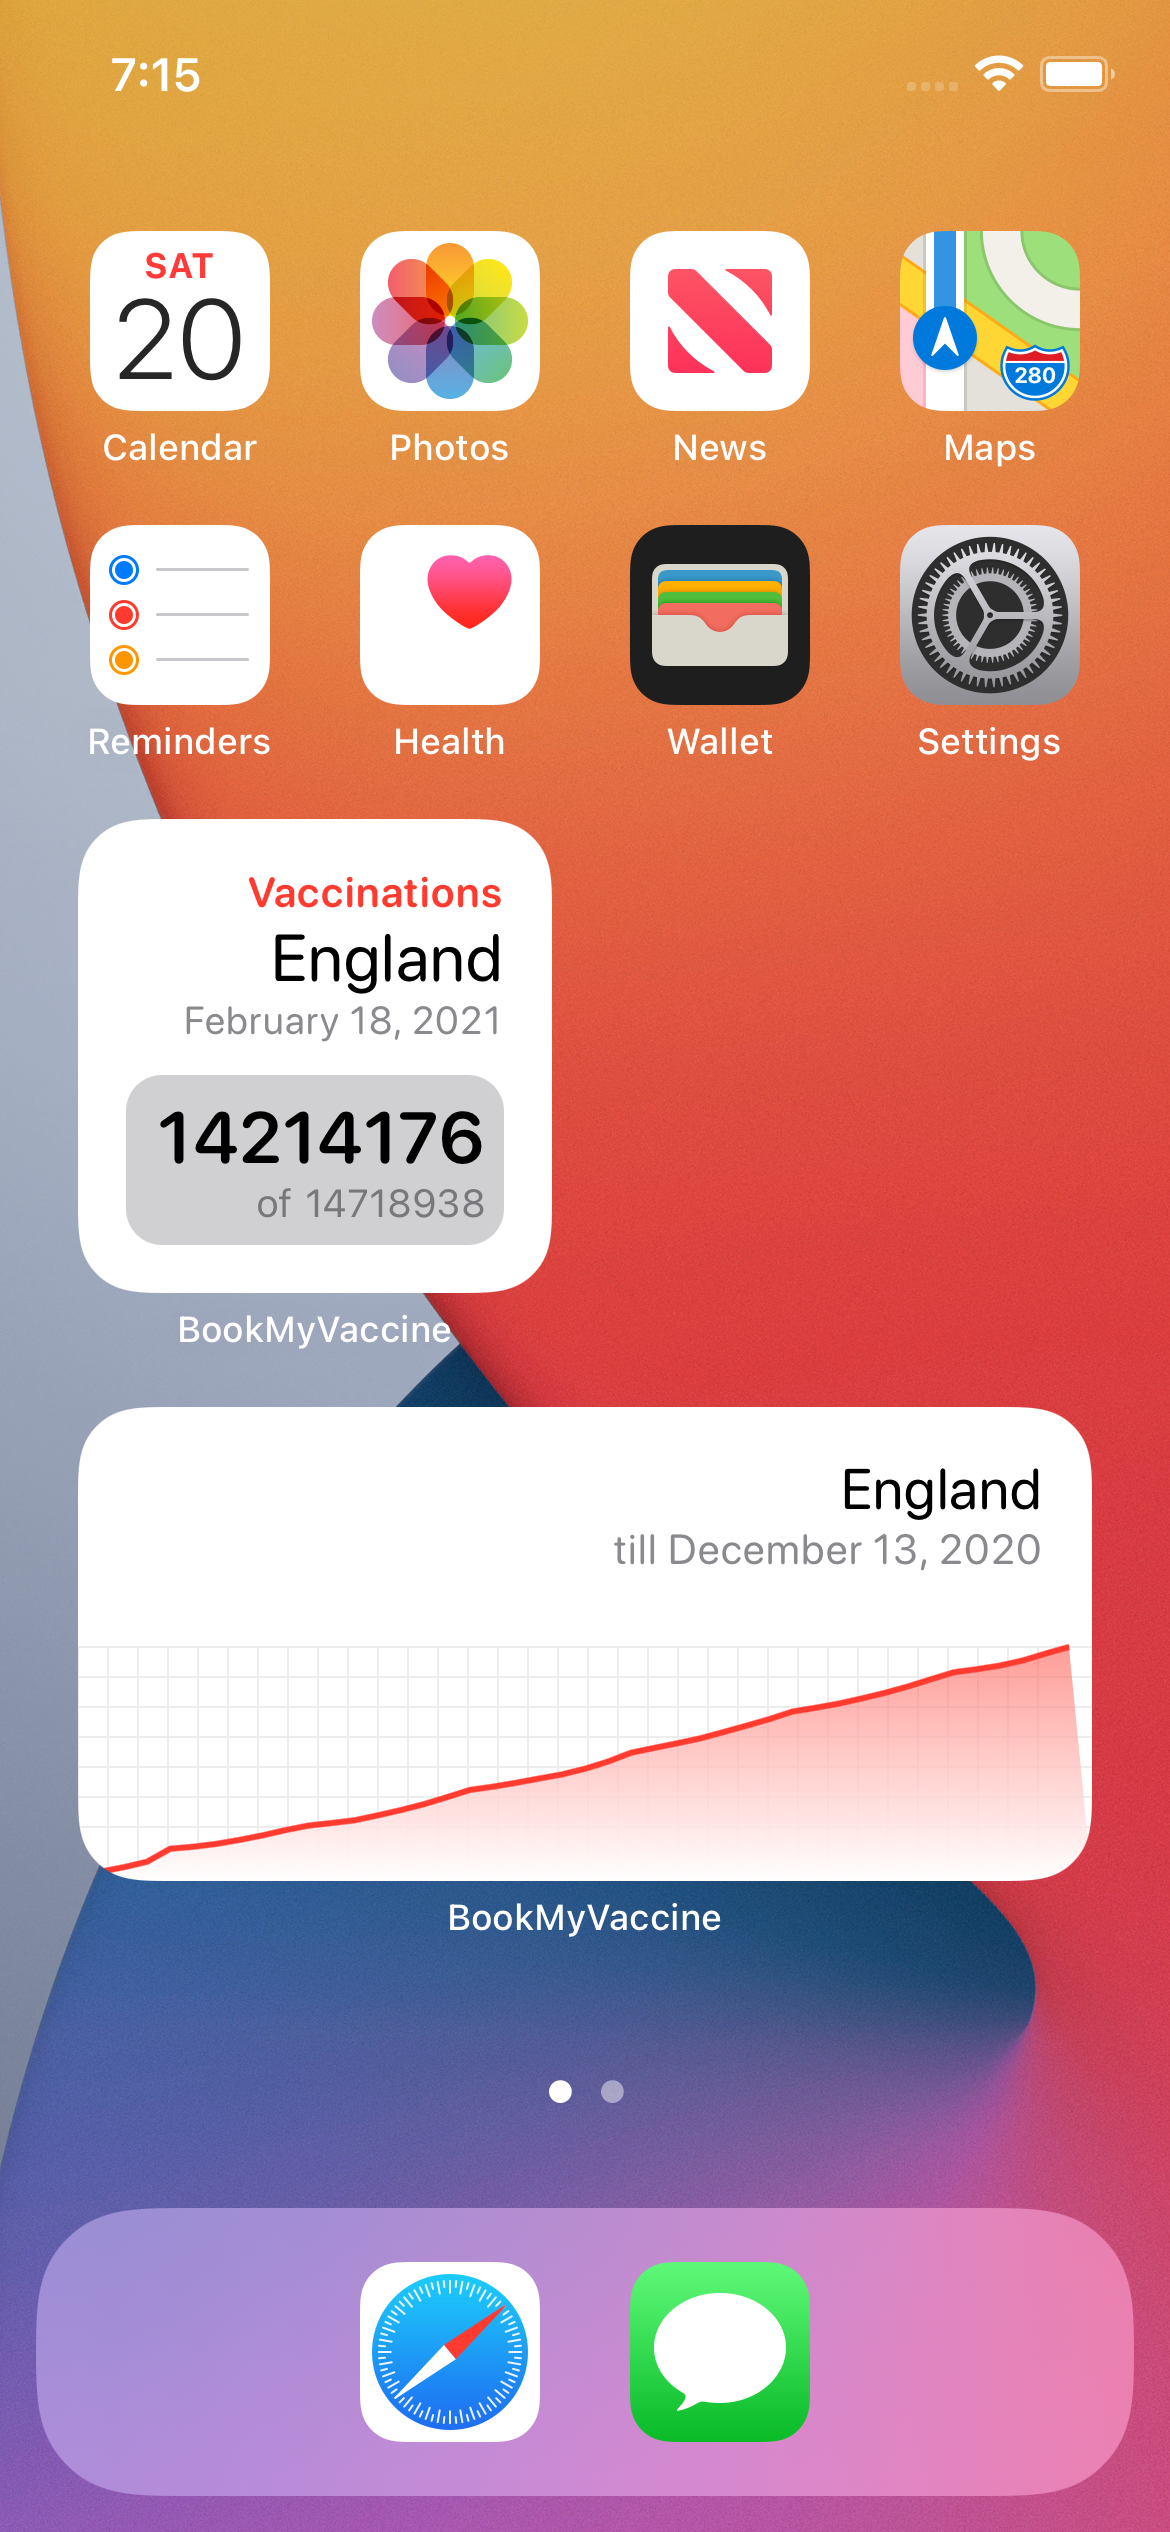 7:15
SAT
20
280
Calendar
Photos
News
Maps
Reminders
Health
Wallet
Settings
Vaccinations
England
February 18, 2021
14214176
of 14718938
BookMyVaccine
England
till December 13, 2020
BookMyVaccine